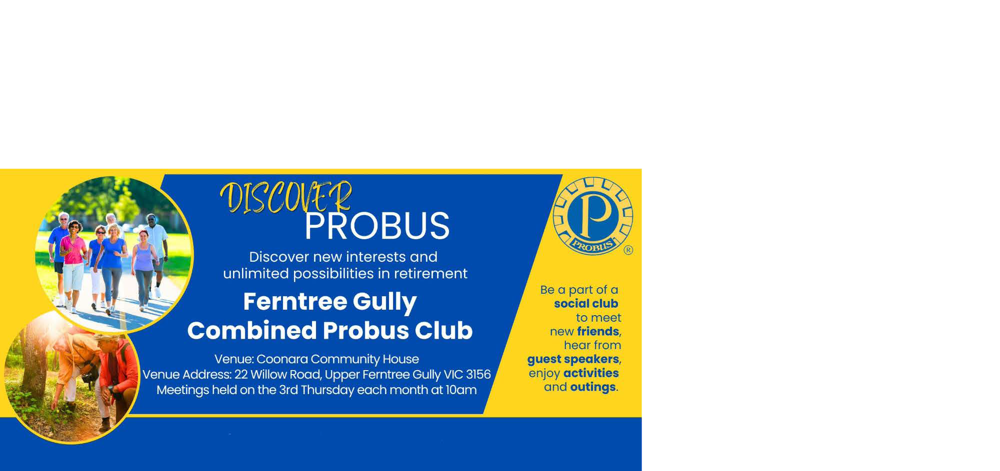 DISCOVER
PROBUS
Discover new interests and
unlimited possibilities in retirement
Ferntree Gully
Combined Probus Club
Venue: Coonara Community House
Venue Address: 22 Willow Road, Upper Ferntree Gully VIC 3156
Meetings held on the 3rd Thursday each month at 10am
P
PROBUS
®
Be a part of a
social club
to meet
new friends,
hear from
guest speakers,
enjoy activities
and outings.